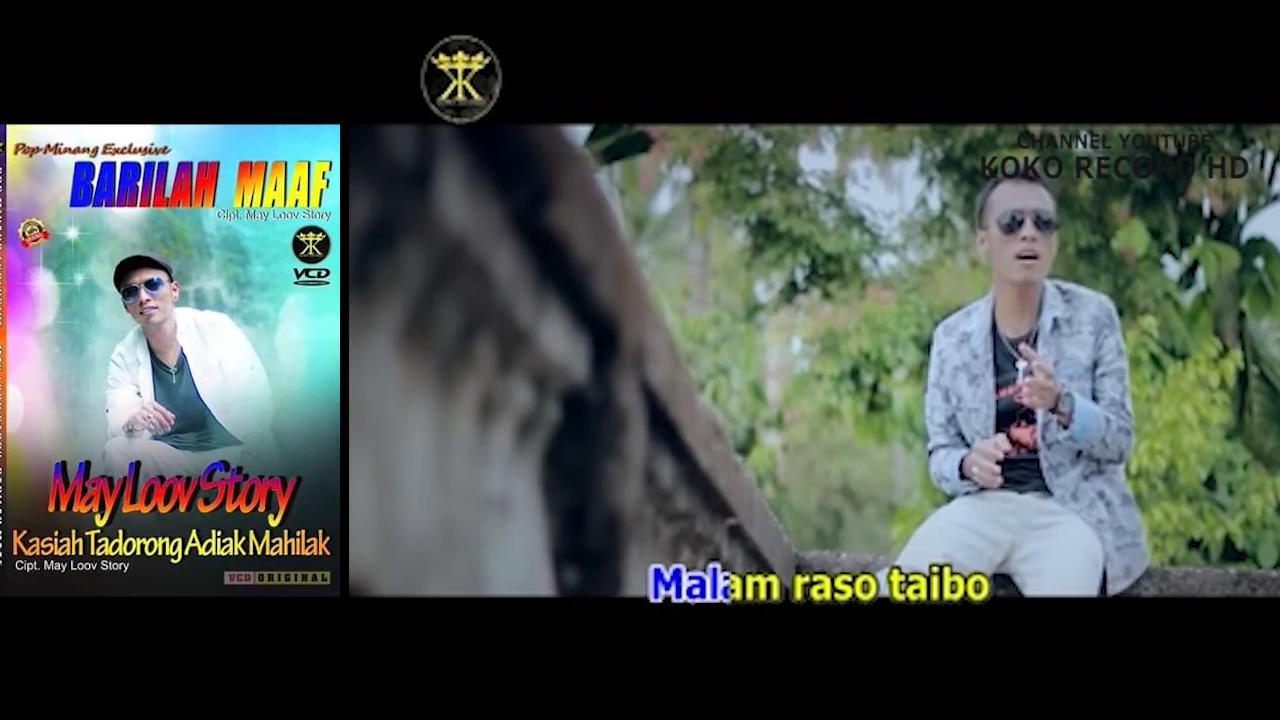 Pop Minang Exclusive
BARILAH MAAF
Cipt. May Loov Story
VCD
May Loov Story
Kasiah Tadorong Adiak Mahilak
Cipt. May Loov Story
VCD ORIGINAL
CHANNEL YOUTUBE
KOKO RECORD HD
Malam raso taibo